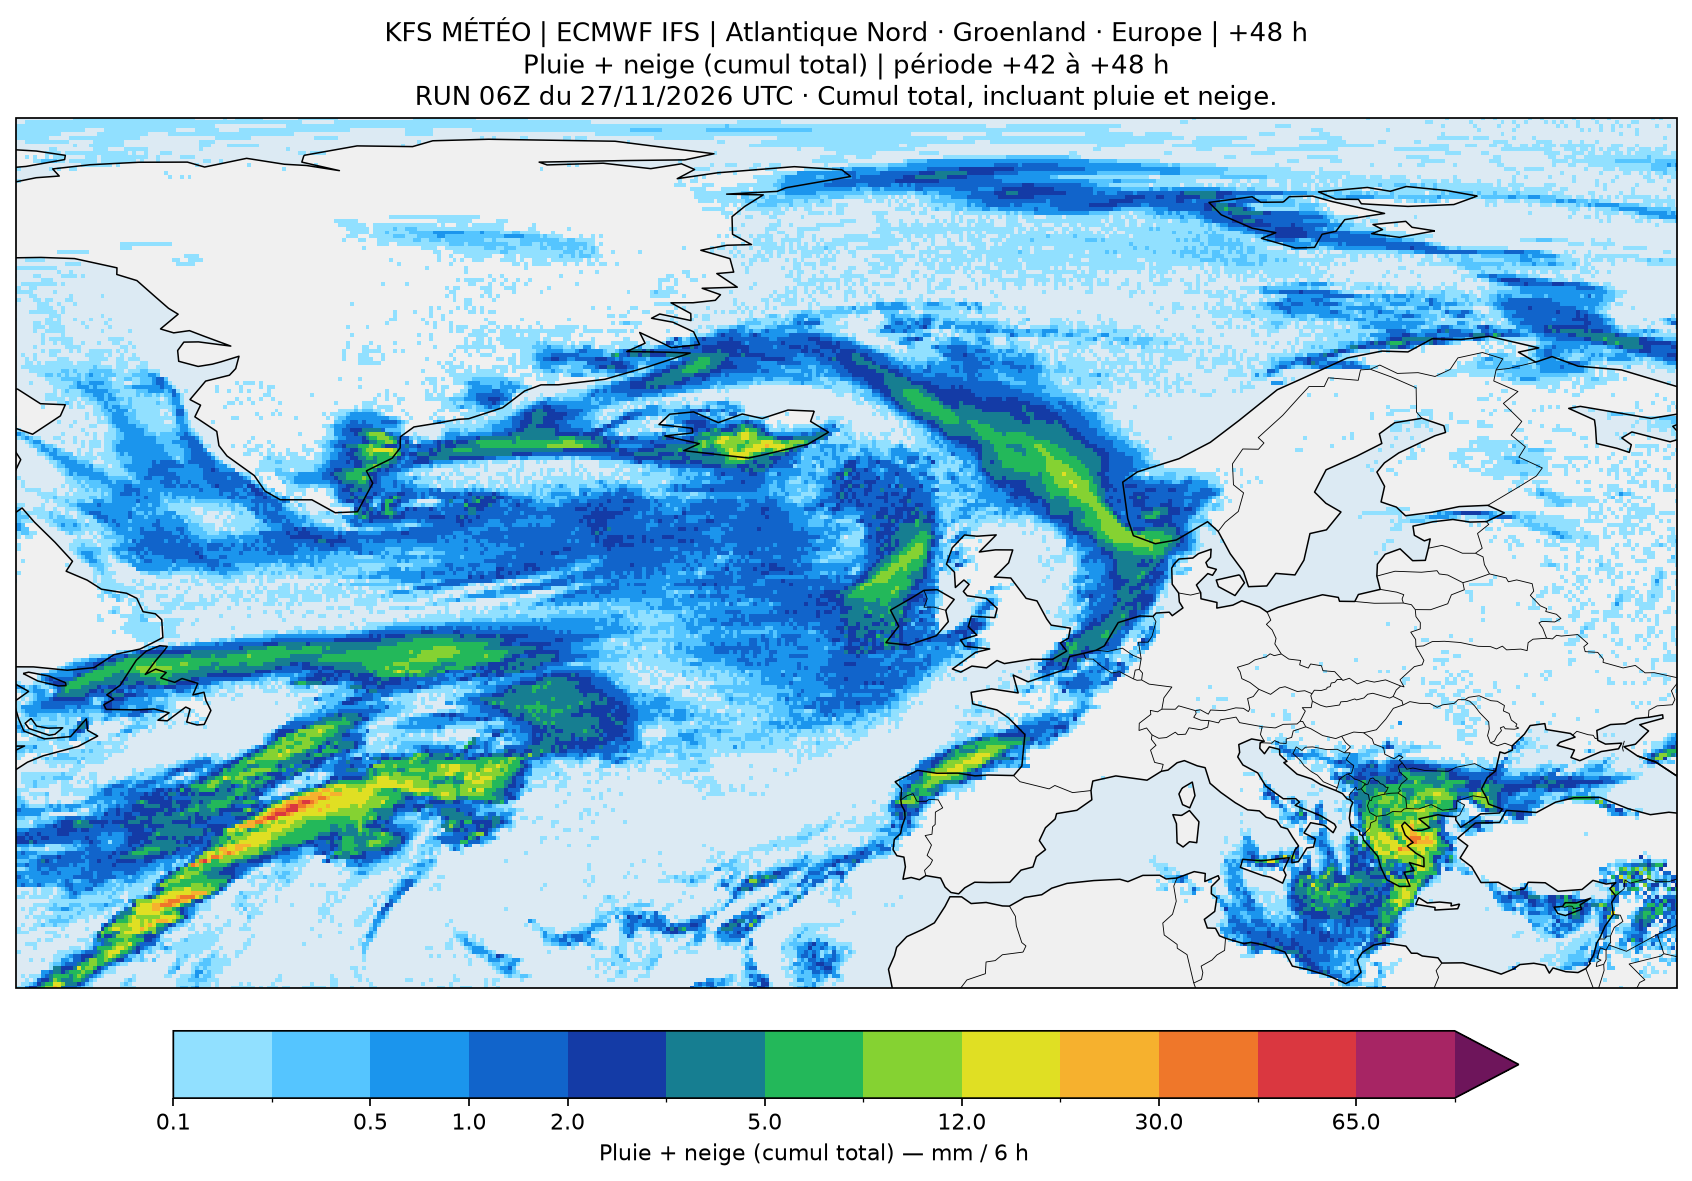 KFS MÉTÉO | ECMWF IFS | Atlantique Nord · Groenland · Europe | +48 h
Pluie + neige (cumul total) | période +42 à +48 h
RUN 06Z du 27/11/2026 UTC · Cumul total, incluant pluie et neige.
0.1 0.5 1.0 2.0 5.0 12.0 30.0 65.0
Pluie + neige (cumul total) — mm / 6 h